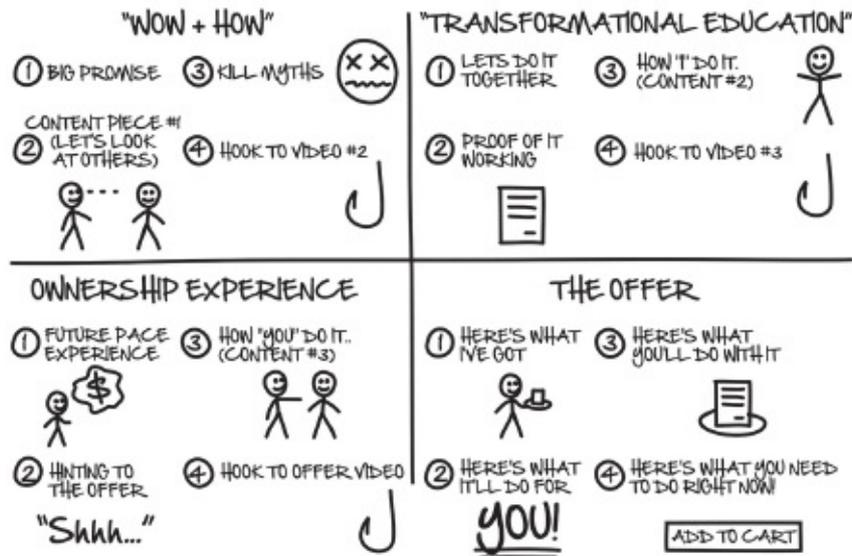 "WOW + HOW"
① BIG PROMISE
② CONTENT PIECE #1
(LET'S LOOK
AT OTHERS)
③ KILL MYTHS
④ HOOK TO VIDEO #2
"TRANSFORMATIONAL EDUCATION"
① LETS DO IT
TOGETHER
② PROOF OF IT
WORKING
③ HOW "I" DO IT.
(CONTENT #2)
④ HOOK TO VIDEO #3
OWNERSHIP EXPERIENCE
① FUTURE PACE
EXPERIENCE
$
② HINTING TO
THE OFFER
"Shhh..."
③ HOW "YOU" DO IT..
(CONTENT #3)
④ HOOK TO OFFER VIDEO
THE OFFER
① HERE'S WHAT
I'VE GOT
② HERE'S WHAT
IT'LL DO FOR
YOU!
③ HERE'S WHAT
YOU'LL DO WITH IT
④ HERE'S WHAT YOU NEED
TO DO RIGHT NOW!
ADD TO CART